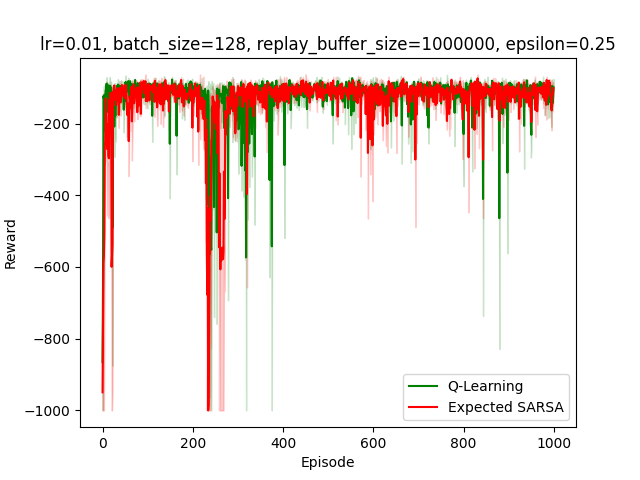 lr=0.01, batch_size=128, replay_buffer_size=1000000, epsilon=0.25
Reward
−200
−400
−600
−800
−1000
0
200
400
600
800
1000
Episode
Q-Learning
Expected SARSA